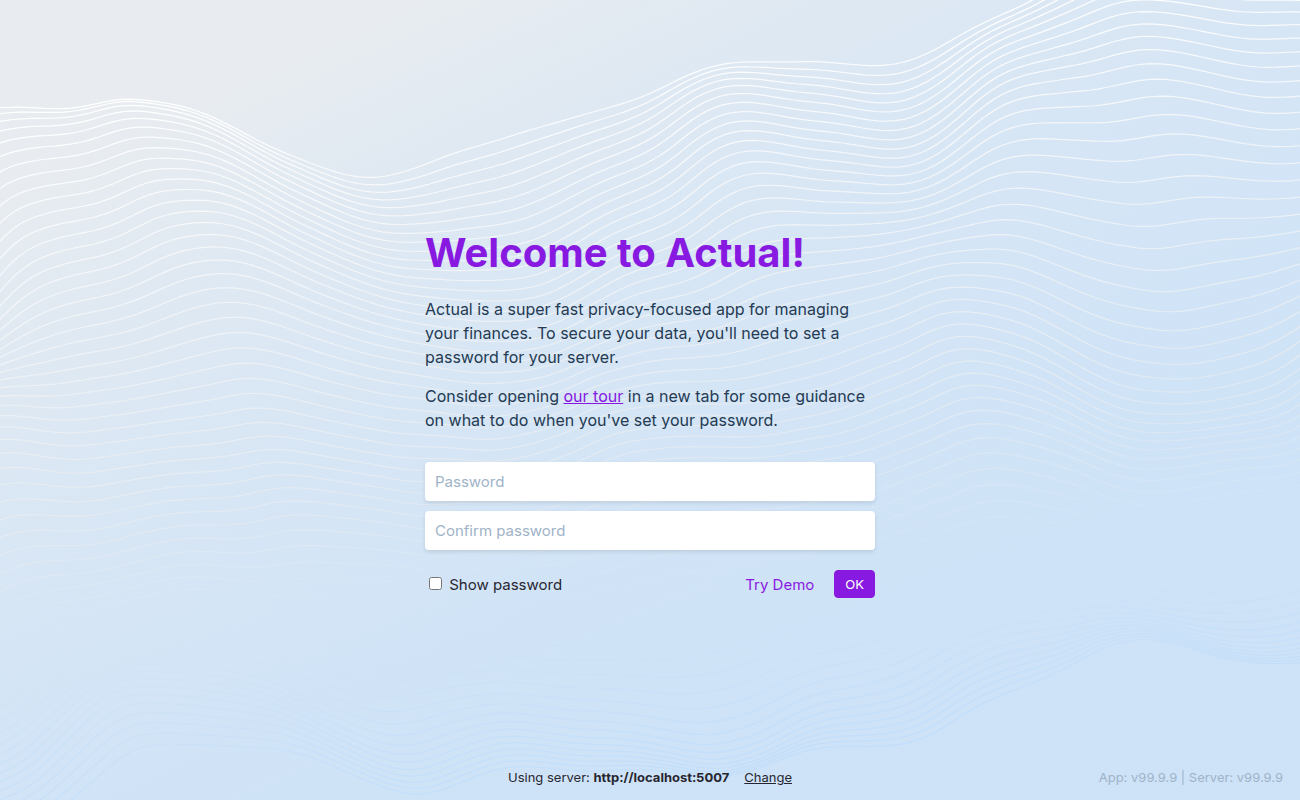 Welcome to Actual!
Actual is a super fast privacy-focused app for managing
your finances. To secure your data, you'll need to set a
password for your server.
Consider opening our tour in a new tab for some guidance
on what to do when you've set your password.
Password
Confirm password
Show password
Try Demo
OK
Using server: http://localhost:5007 Change
App: v99.9.9 | Server: v99.9.9